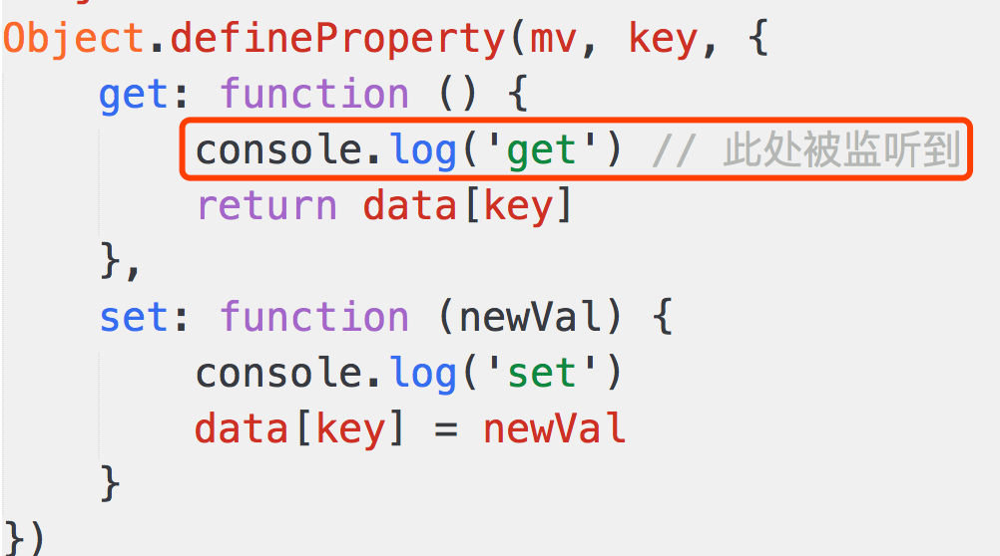 Object.defineProperty(mv, key, {
get: function () {
console.log('get') // 此处被监听到
return data[key]
},
set: function (newVal) {
console.log('set')
data[key] = newVal
}
})